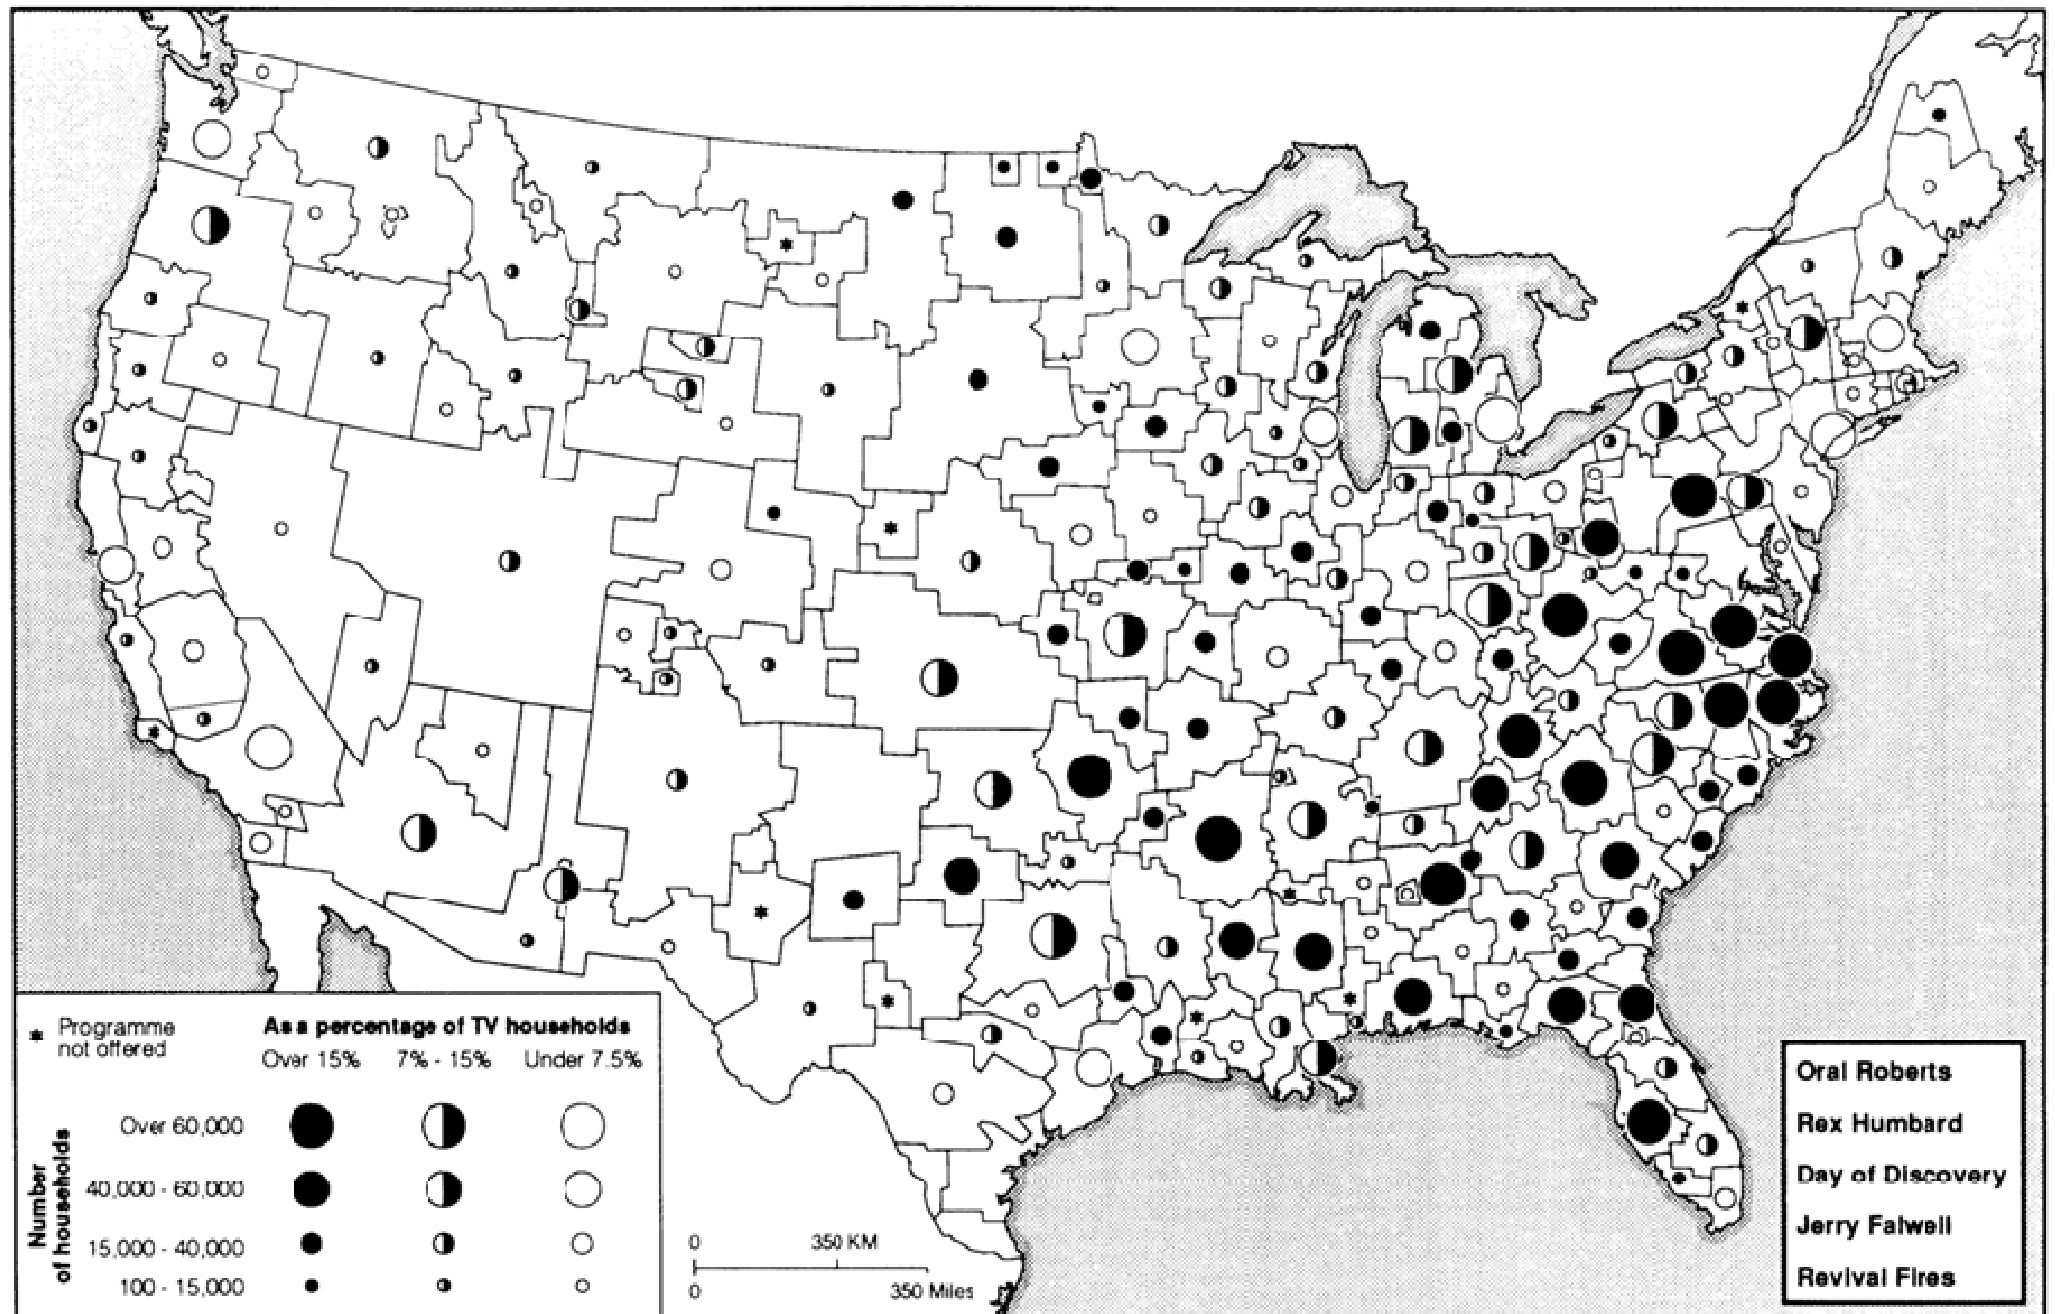 * Programme
not offered
As a percentage of TV households
Over 15% 7% - 15% Under 7.5%
Number
of households
Over 60,000
40,000 - 60,000
15,000 - 40,000
100 - 15,000
0 350 KM
0 350 Miles
Oral Roberts
Rex Humbard
Day of Discovery
Jerry Falwell
Revival Fires